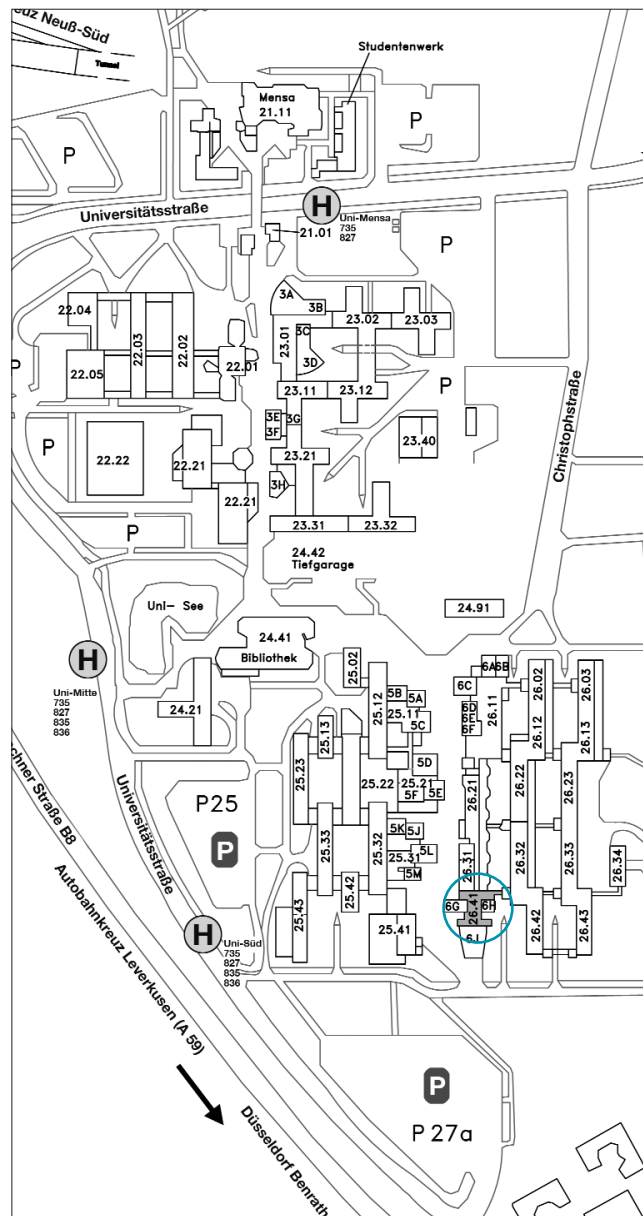 euz Neuß-Süd
Tunnel
Studentenwerk
Mensa
21.11
P
P
P
Universitätsstraße
H
Uni-Mensa
735
827
21.01
P
3A
3B
22.04
22.03
22.02
23.01
3C
23.02
23.03
3D
22.01
P
22.05
23.11
23.12
P
Christophstraße
3E
3G
3F
23.40
P
22.22
22.21
23.21
3H
22.21
P
23.31
23.32
24.42
Tiefgarage
Uni- See
24.91
24.41
Bibliothek
H
Uni-Mitte
735
827
835
836
24.21
25.02
25.12
5B
5A
25.11
5C
25.13
25.23
5D
25.22
25.21
5E
5F
6A
6B
6C
6D
6E
6F
26.11
26.02
26.03
26.12
26.13
26.22
26.23
26.21
P25
P
25.33
25.32
5K
5J
25.31
5L
5M
26.31
26.32
26.33
26.34
25.43
25.42
25.41
6G
26.41
6H
26.42
26.43
chner Straße B8
Universitätsstraße
H
Uni-Süd
735
827
835
836
Autobahnkreuz Leverkusen (A 59)
P
P 27a
Düsseldorf Benrath